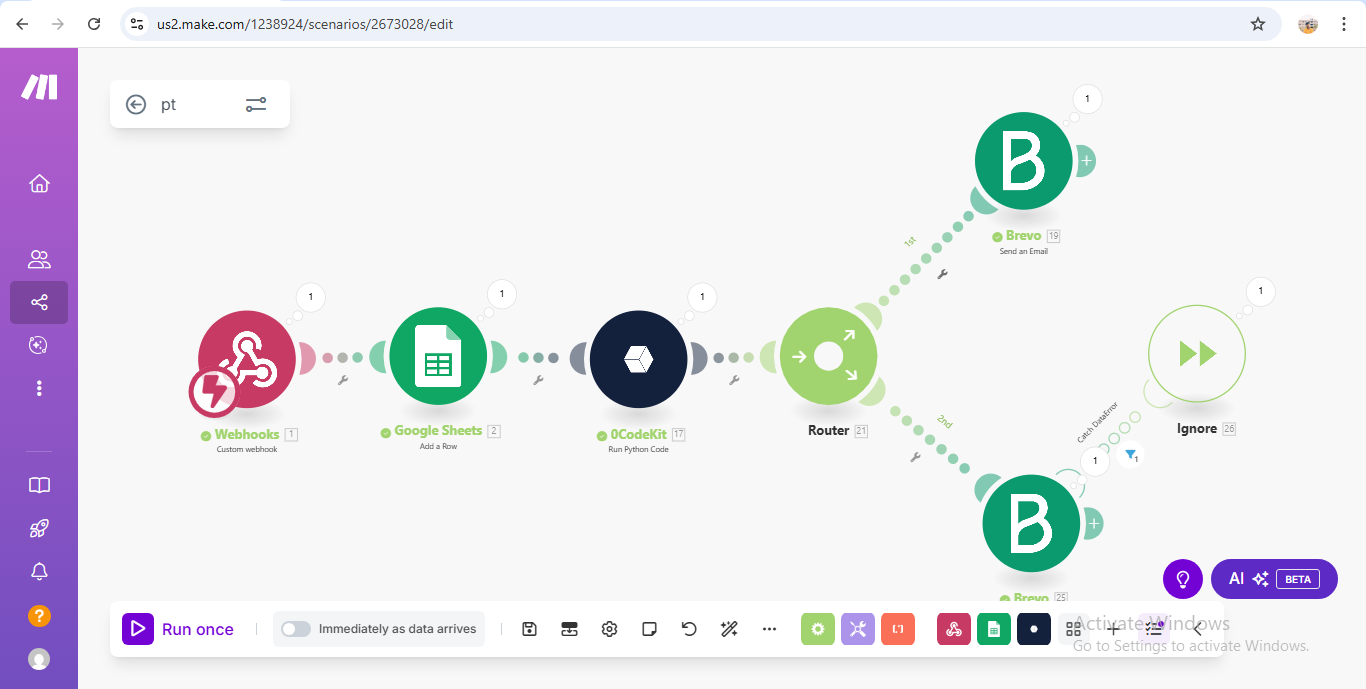 us2.make.com/1238924/scenarios/2673028/edit
pt
1
Brevo 19
Send an Email
1st
1
1
1
1
Webhooks 1
Custom webhook
Google Sheets 2
Add a Row
0CodeKit 17
Run Python Code
Router 21
2nd
Catch DataError
Ignore 26
1
1
Brevo 25
AI BETA
Run once
Immediately as data arrives
Activate Windows
Go to Settings to activate Windows.
?